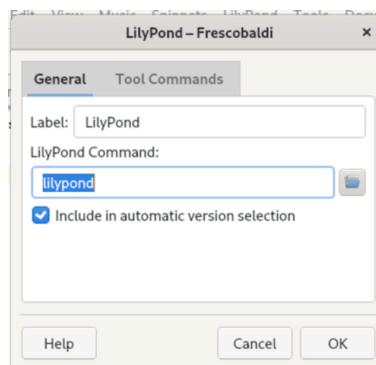 LilyPond – Frescobaldi ×
General Tool Commands
Label: LilyPond
LilyPond Command:
lilypond
Include in automatic version selection
Help Cancel OK